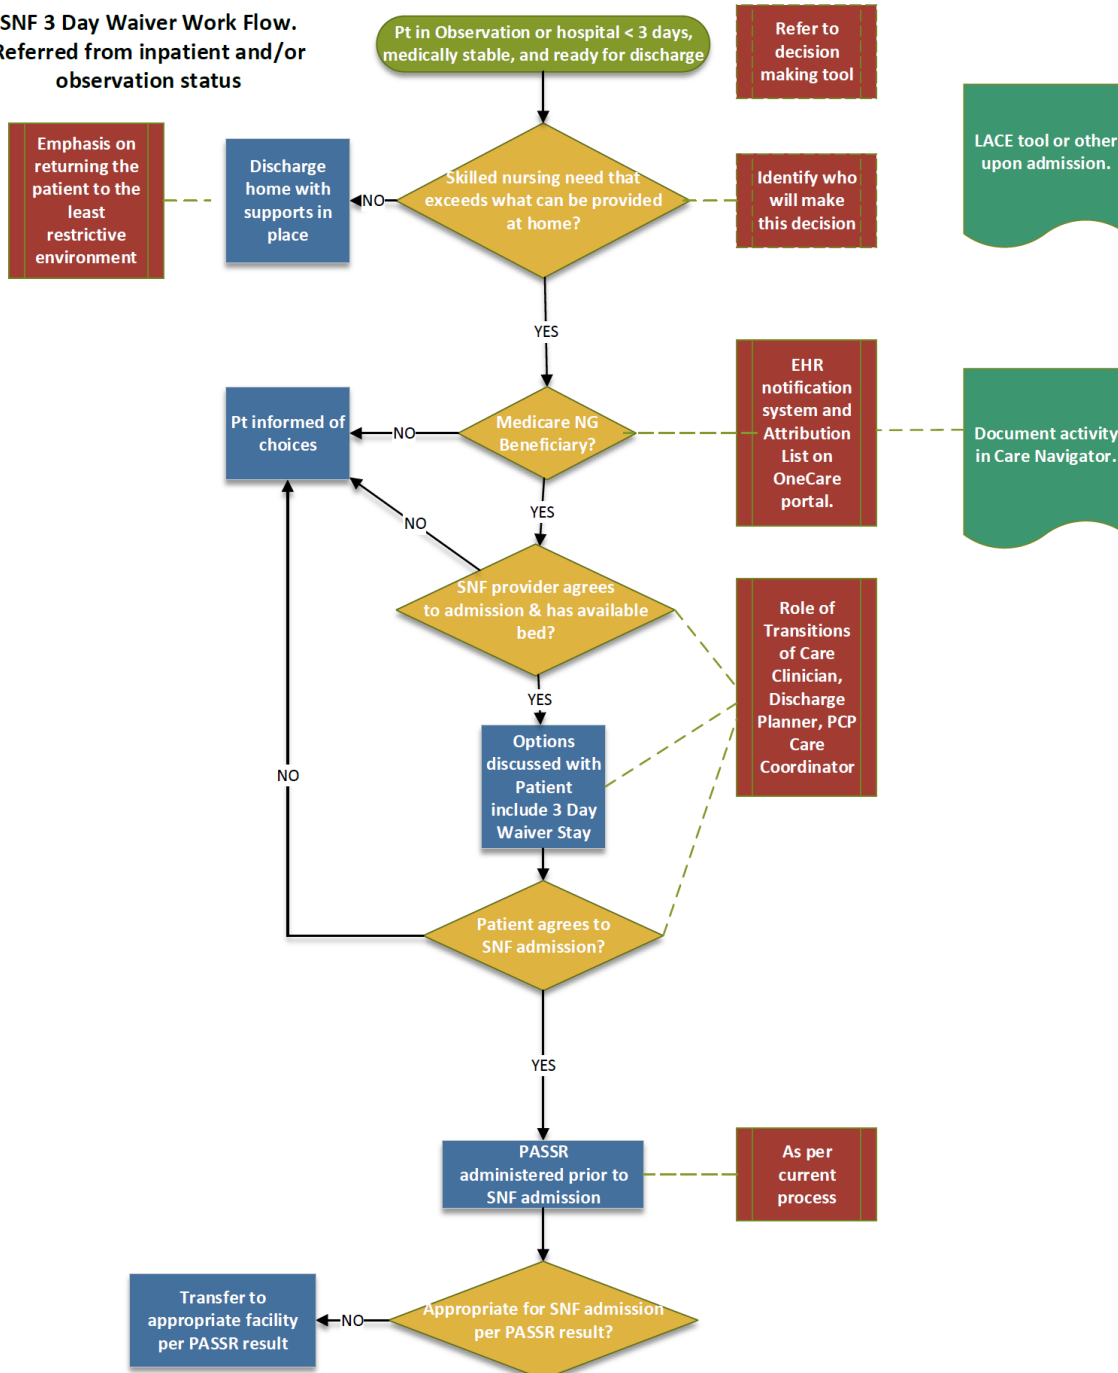 SNF 3 Day Waiver Work Flow.
Referred from inpatient and/or
observation status
Pt in Observation or hospital < 3 days,
medically stable, and ready for discharge
Refer to
decision
making tool
LACE tool or other
upon admission.
Emphasis on
returning the
patient to the
least
restrictive
environment
Discharge
home with
supports in
place
NO
Skilled nursing need that
exceeds what can be provided
at home?
Identify who
will make
this decision
YES
Pt informed of
choices
NO
Medicare NG
Beneficiary?
EHR
notification
system and
Attribution
List on
OneCare
portal.
Document activity
in Care Navigator.
YES
NO
SNF provider agrees
to admission & has available
bed?
Role of
Transitions
of Care
Clinician,
Discharge
Planner, PCP
Care
Coordinator
YES
Options
discussed with
Patient
include 3 Day
Waiver Stay
NO
Patient agrees to
SNF admission?
YES
PASSR
administered prior to
SNF admission
As per
current
process
Transfer to
appropriate facility
per PASSR result
NO
Appropriate for SNF admission
per PASSR result?